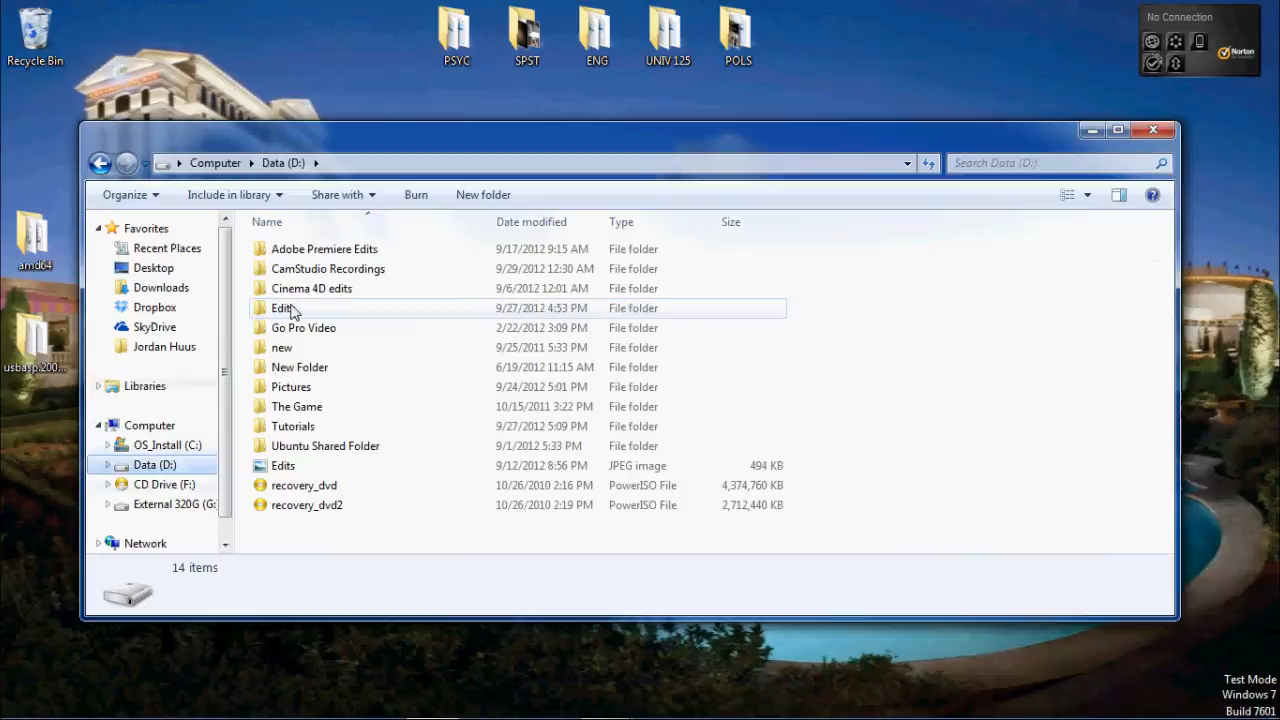 No Connection
Norton
Recycle Bin
PSYC
SPST
ENG
UNIV 125
POLS
Computer Data (D:)
Search Data (D:)
Organize Include in library Share with Burn New folder
Name Date modified Type Size
Favorites
Recent Places
Desktop
Downloads
Dropbox
SkyDrive
Jordan Huus
Libraries
Computer
OS_Install (C:)
Data (D:)
CD Drive (F:)
External 320G (G:
Network
Adobe Premiere Edits 9/17/2012 9:15 AM File folder
CamStudio Recordings 9/29/2012 12:30 AM File folder
Cinema 4D edits 9/6/2012 12:01 AM File folder
Edit 9/27/2012 4:53 PM File folder
Go Pro Video 2/22/2012 3:09 PM File folder
new 9/25/2011 5:33 PM File folder
New Folder 6/19/2012 11:15 AM File folder
Pictures 9/24/2012 5:01 PM File folder
The Game 10/15/2011 3:22 PM File folder
Tutorials 9/27/2012 5:09 PM File folder
Ubuntu Shared Folder 9/1/2012 5:33 PM File folder
Edits 9/12/2012 8:56 PM JPEG image 494 KB
recovery_dvd 10/26/2010 2:16 PM PowerISO File 4,374,760 KB
recovery_dvd2 10/26/2010 2:19 PM PowerISO File 2,712,440 KB
14 items
amd64
usbasp.200...
Test Mode
Windows 7
Build 7601